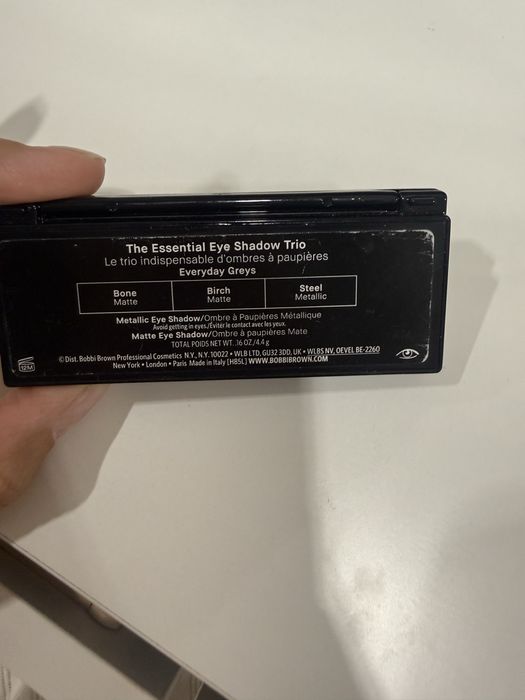 The Essential Eye Shadow Trio
Le trio indispensable d'ombres à paupières
Everyday Greys
Bone Birch Steel
Matte Matte Metallic
Metallic Eye Shadow/Ombre à Paupières Métallique
Avoid getting in eyes./Éviter le contact avec les yeux.
Matte Eye Shadow/Ombre à paupières Mate
TOTAL POIDS NET WT. .16 OZ/4.4 g
© Dist. Bobbi Brown Professional Cosmetics N.Y., N.Y. 10022 • WLB LTD, GU32 3DD, UK • WLBS NV, OEVEL BE-2260
New York • London • Paris Made in Italy [H85L] WWW.BOBBIBROWN.COM
12M